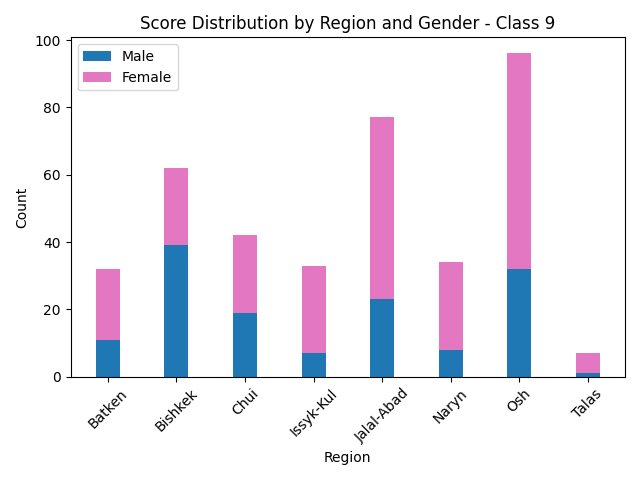 Score Distribution by Region and Gender - Class 9
Male
Female
Count
100
80
60
40
20
0
Batken
Bishkek
Chui
Issyk-Kul
Jalal-Abad
Naryn
Osh
Talas
Region